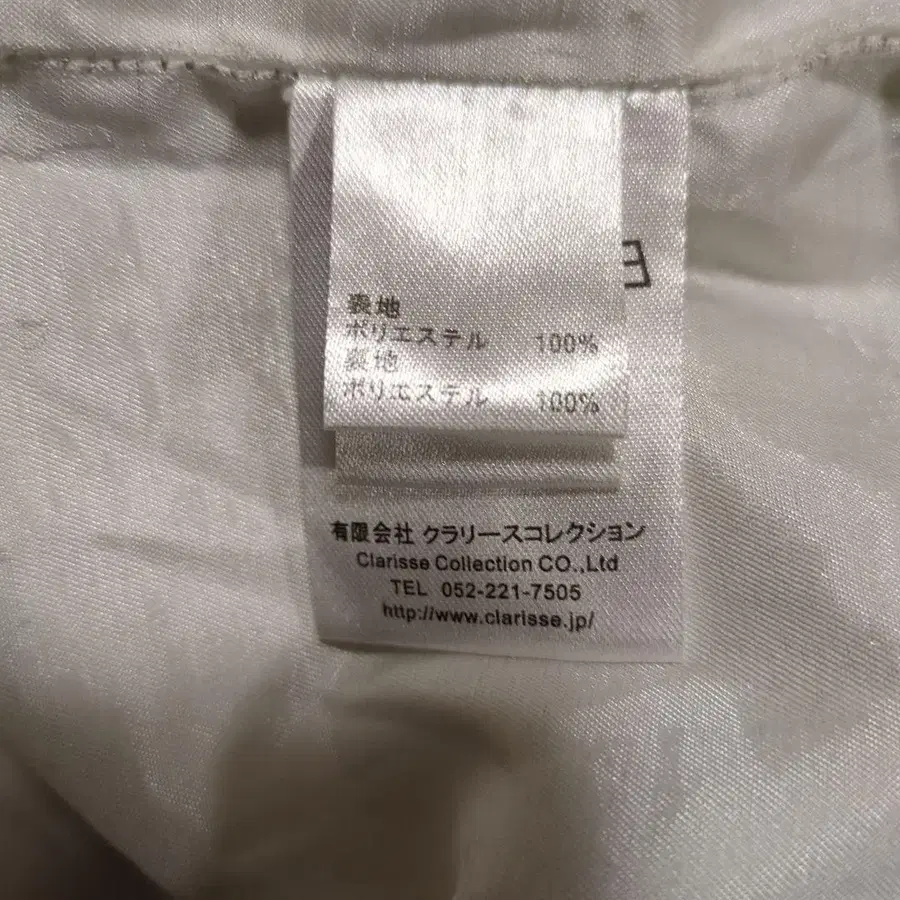 表地
ポリエステル 100%
裏地
ポリエステル 100%
有限会社 クラリースコレクション
Clarisse Collection CO.,Ltd
TEL 052-221-7505
http://www.clarisse.jp/